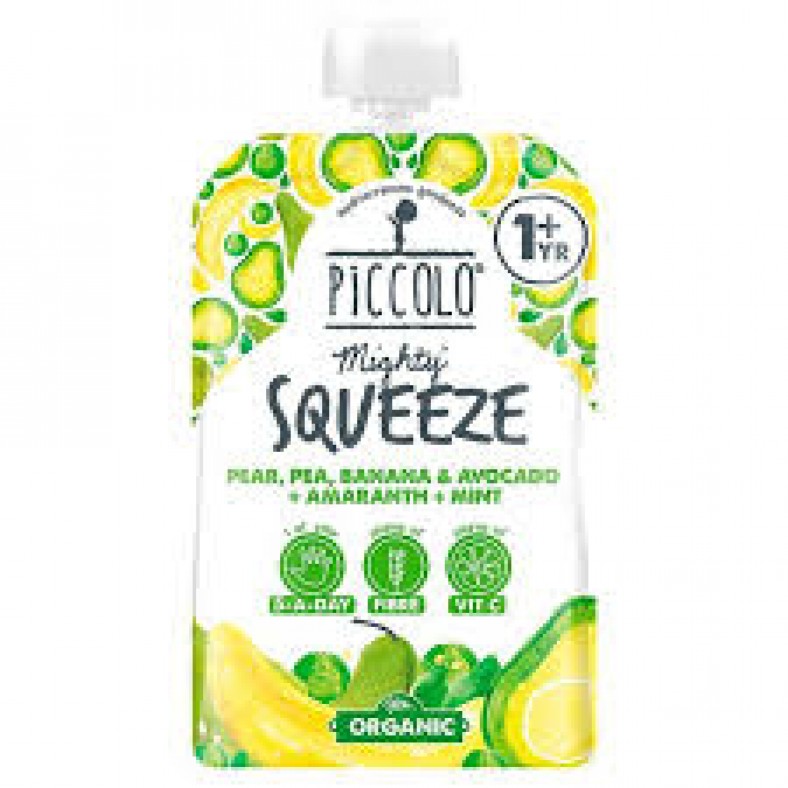 1+
YR
PiCCOLO
Mighty
SQUEEZE
PEAR, PEA, BANANA & AVOCADO
+ AMARANTH + MINT
5-A-DAY FIBRE VIT C
ORGANIC